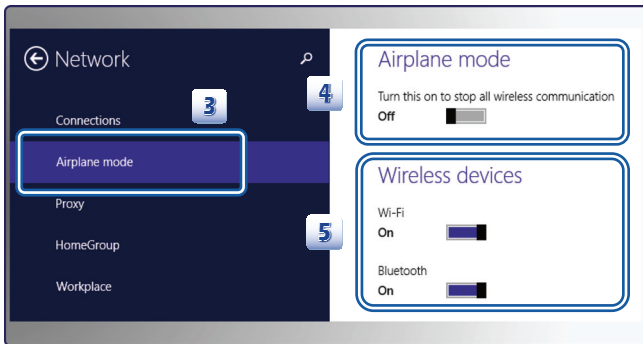 Network
3
Connections
Airplane mode
Proxy
HomeGroup
Workplace
4
Airplane mode
Turn this on to stop all wireless communication
Off
5
Wireless devices
Wi-Fi
On
Bluetooth
On